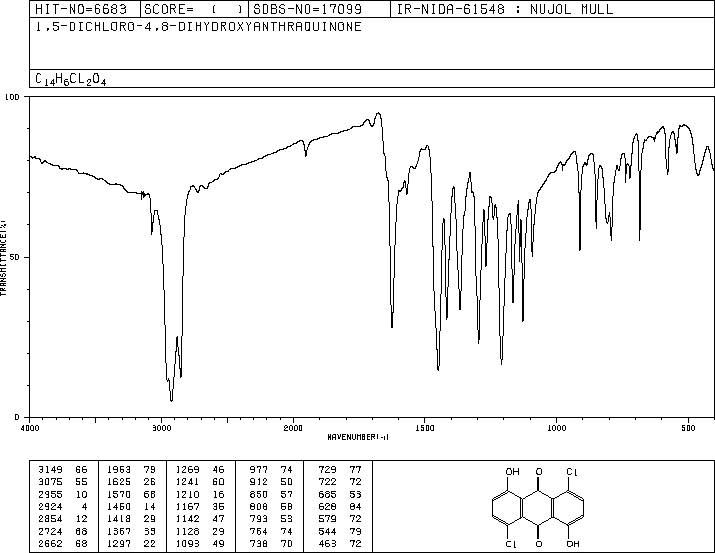 HIT-NO=6683 SCORE= ( ) SDBS-NO=17099 IR-NIDA-61548 : NUJOL MULL
1,5-DICHLORO-4,8-DIHYDROXYANTHRAQUINONE
C14H6CL2O4
100
50
0
TRANSMITTANCE(%)
4000 3000 2000 1500 1000 500
WAVENUMBER(-1)
3149 66 1953 79 1269 46 977 74 729 77
3075 55 1625 26 1241 60 912 50 722 72
2955 10 1570 68 1210 16 850 57 685 53
2924 4 1450 14 1167 35 808 58 628 84
2854 12 1418 29 1142 47 793 53 579 72
2724 68 1367 33 1128 29 764 74 544 79
2662 68 1297 22 1093 49 738 70 463 72
OH O Cl
Cl O OH